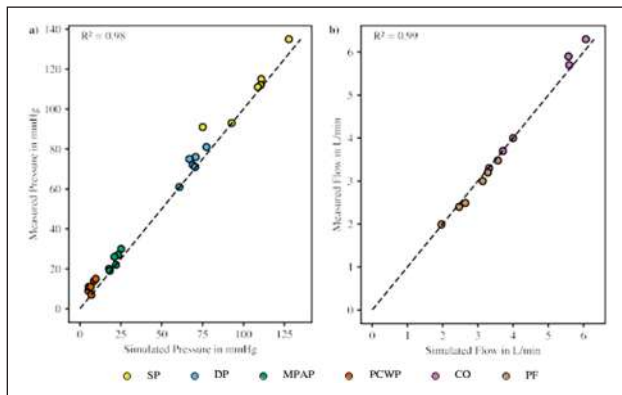 a)
R² = 0.98
140
120
100
80
60
40
20
0
Measured Pressure in mmHg
0 25 50 75 100 125
Simulated Pressure in mmHg
b)
R² = 0.99
6
5
4
3
2
1
0
Measured Flow in L/min
0 1 2 3 4 5 6
Simulated Flow in L/min
SP DP MPAP PCWP CO PF